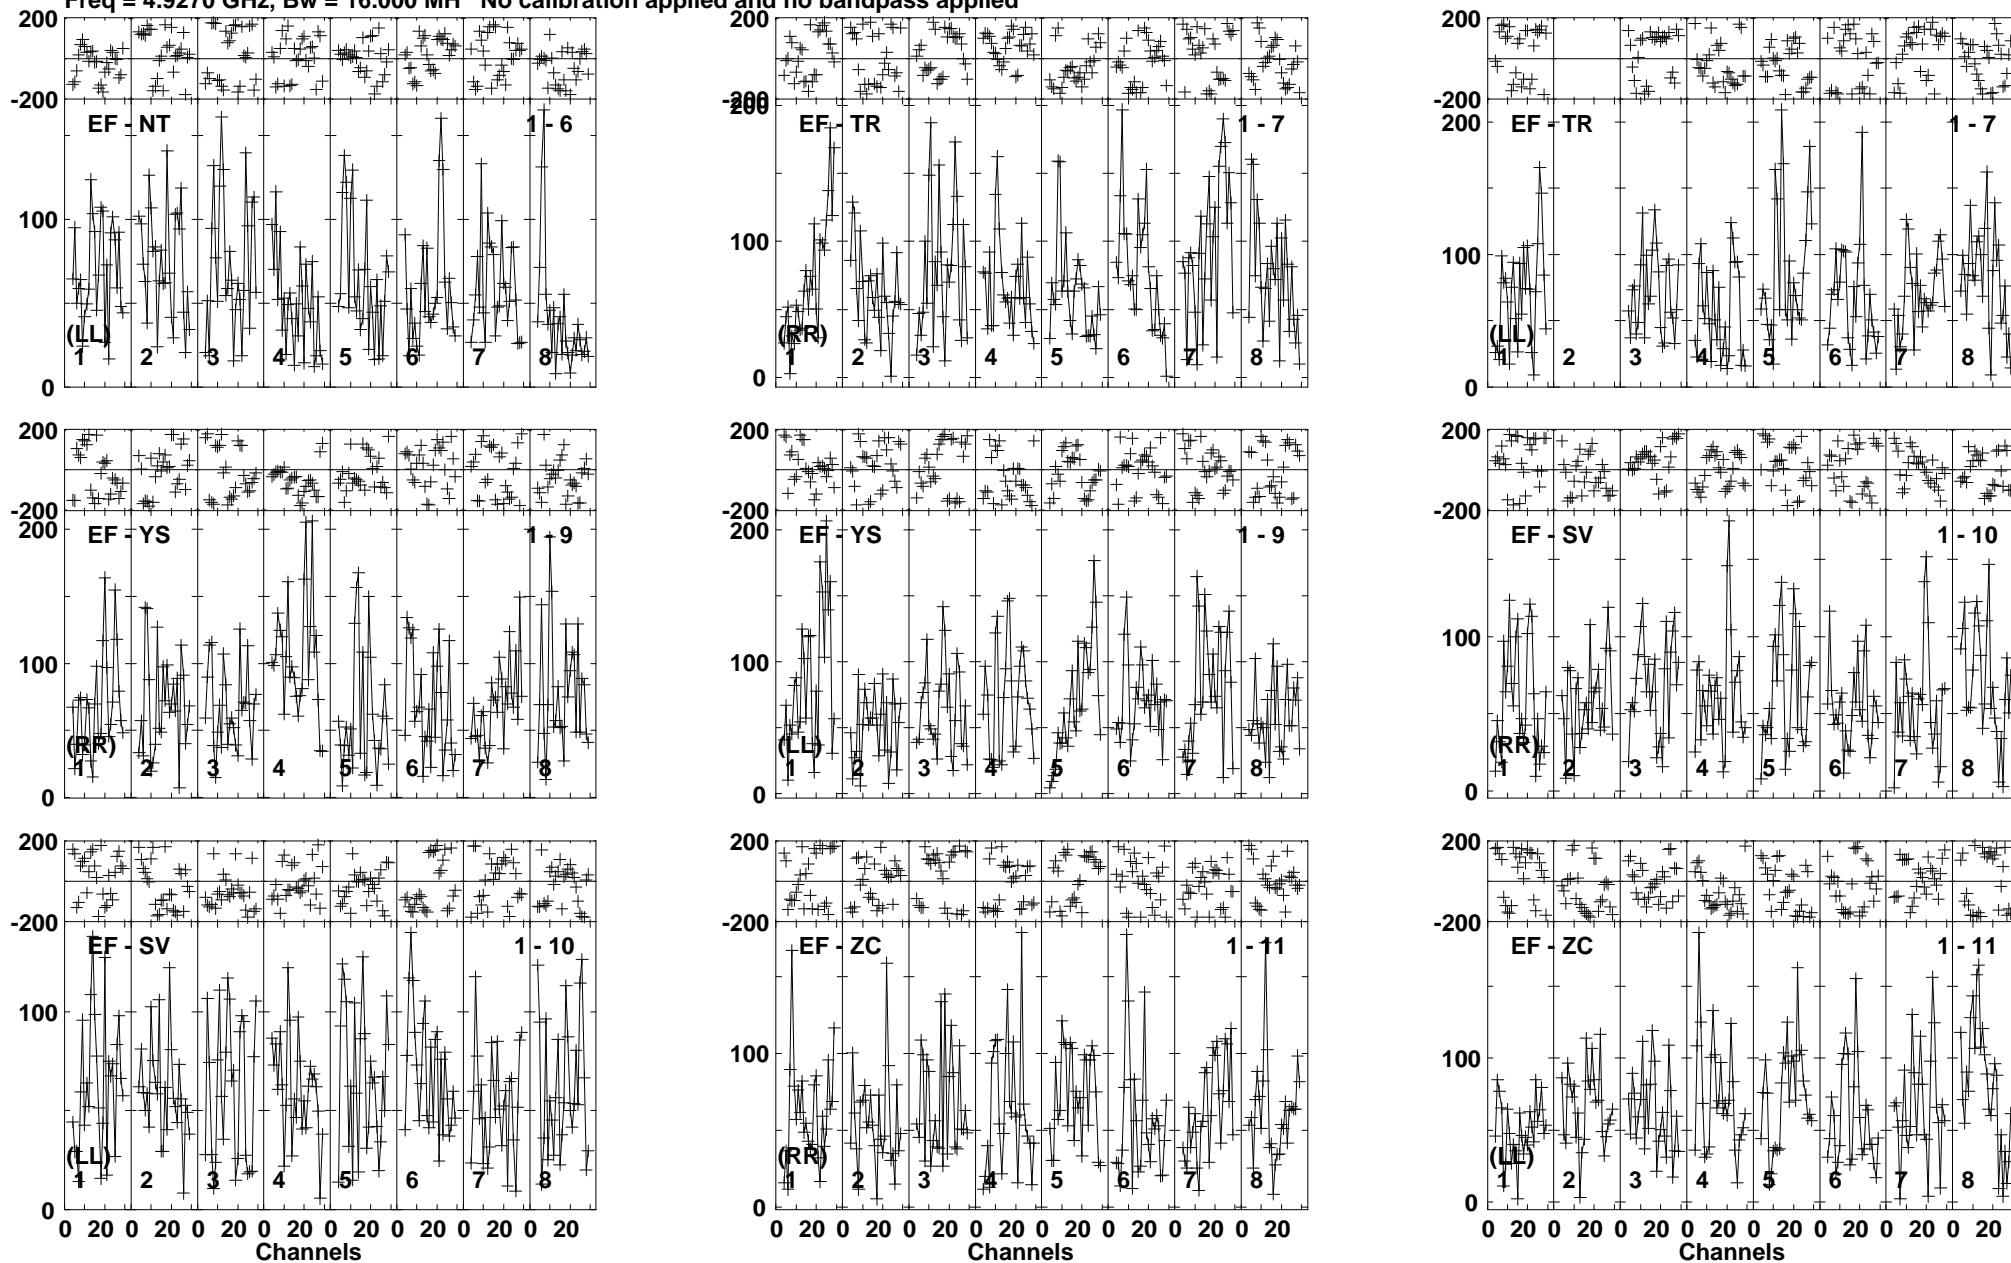 Freq = 4.9270 GHz, Bw = 16.000 MH No calibration applied and no bandpass applied
200 200 200
-200 -200 -200
EF - NT 1 - 6 200 EF - TR 1 - 7 200 EF - TR 1 - 7
100 100 100
(LL) (RR) (LL)
1 2 3 4 5 6 7 8 1 2 3 4 5 6 7 8 1 2 3 4 5 6 7 8
0 0 0
200 200 200
-200 -200 -200
200 EF - YS 1 - 9 200 EF - YS 1 - 9 EF - SV 1 - 10
100 100 100
(RR) (LL) (RR)
1 2 3 4 5 6 7 8 1 2 3 4 5 6 7 8 1 2 3 4 5 6 7 8
0 0 0
200 200 200
-200 -200 -200
EF - SV 1 - 10 EF - ZC 1 - 11 EF - ZC 1 - 11
100 100 100
(LL) (RR) (LL)
1 2 3 4 5 6 7 8 1 2 3 4 5 6 7 8 1 2 3 4 5 6 7 8
0 0 0
0 20 0 20 0 20 0 20 0 20 0 20 0 20 0 20 0 20 0 20 0 20 0 20 0 20 0 20 0 20 0 20 0 20 0 20 0 20 0 20 0 20 0 20 0 20 0 20
Channels Channels Channels